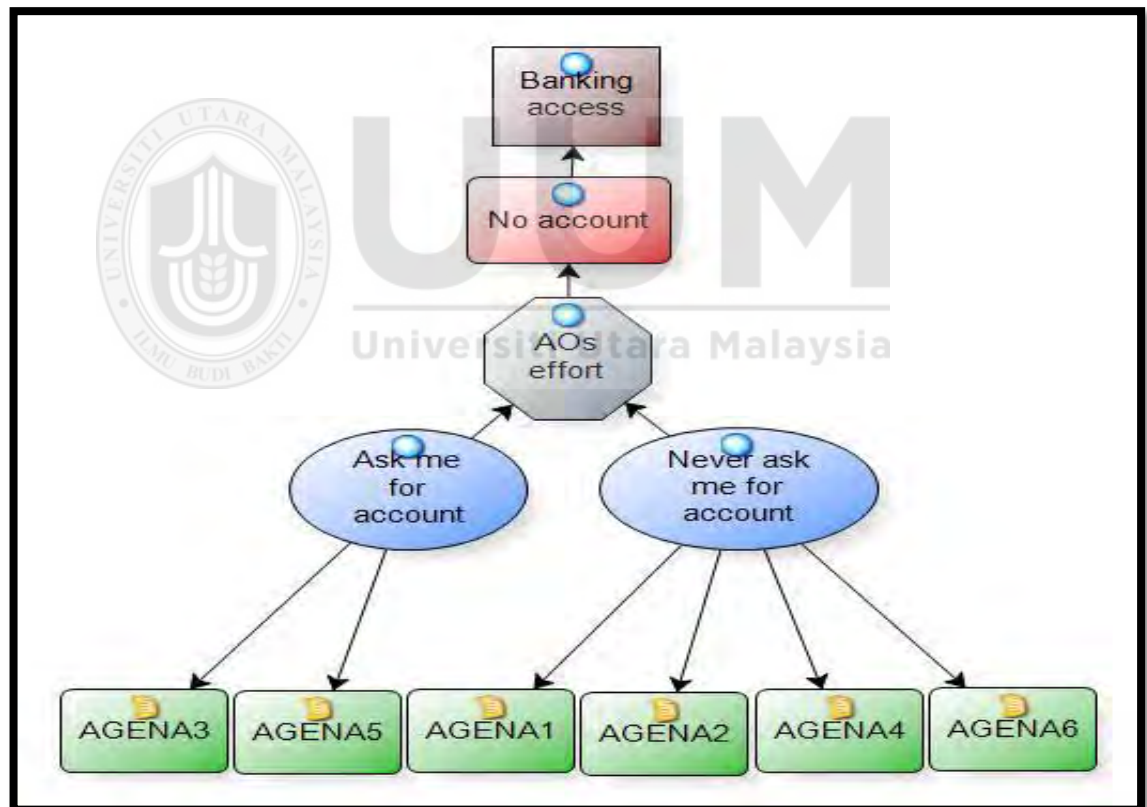 Banking
access
No account
AOs
effort
Ask me
for
account
Never ask
me for
account
AGENA3
AGENA5
AGENA1
AGENA2
AGENA4
AGENA6
UNIVERSITI UTARA MALAYSIA
ILMU BUDI BAKTI
UUM
Universiti Utara Malaysia